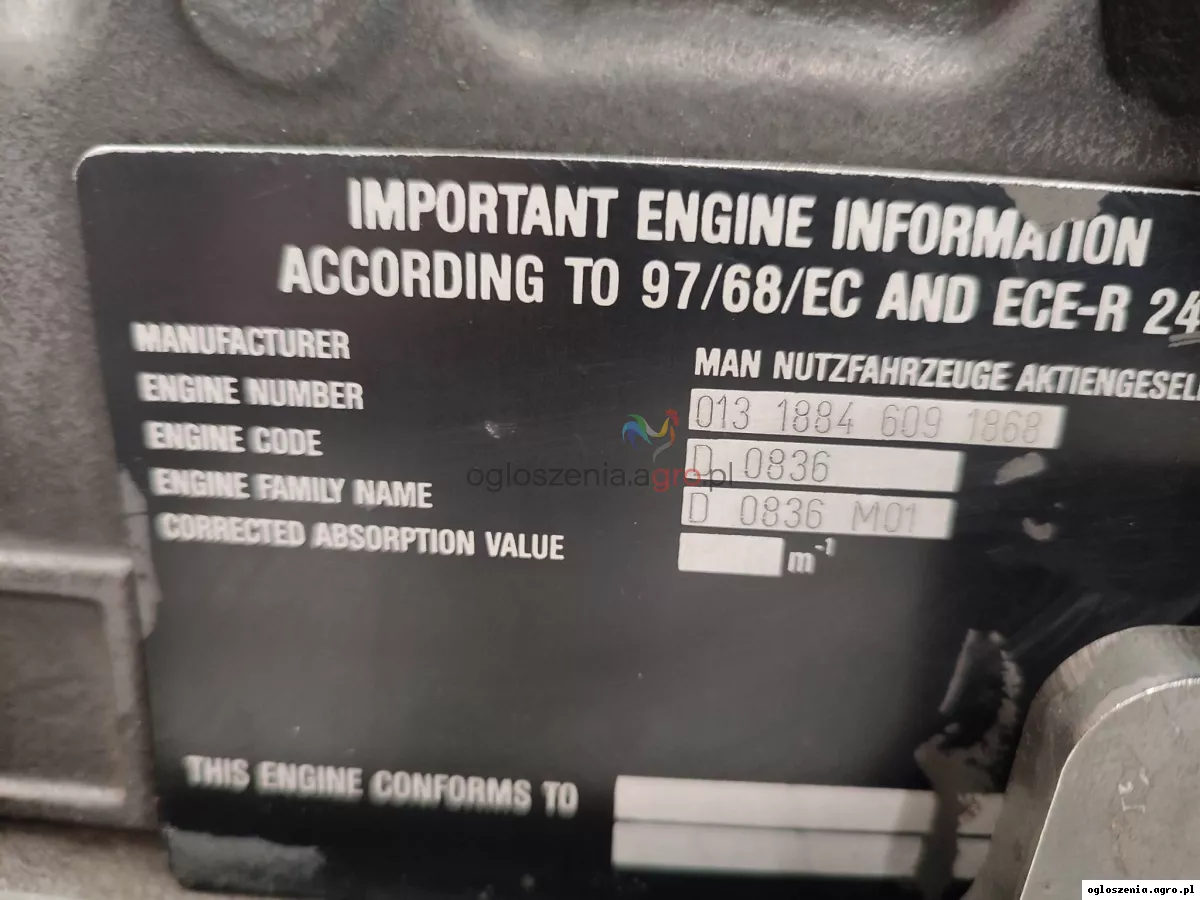 IMPORTANT ENGINE INFORMATION
ACCORDING TO 97/68/EC AND ECE-R 24
MANUFACTURER MAN NUTZFAHRZEUGE AKTIENGESELL
ENGINE NUMBER 013 1884 609 1868
ENGINE CODE D 0836
ENGINE FAMILY NAME D 0836 M01
CORRECTED ABSORPTION VALUE m⁻¹
ogloszenia.agro.pl
THIS ENGINE CONFORMS TO
ogloszenia.agro.pl